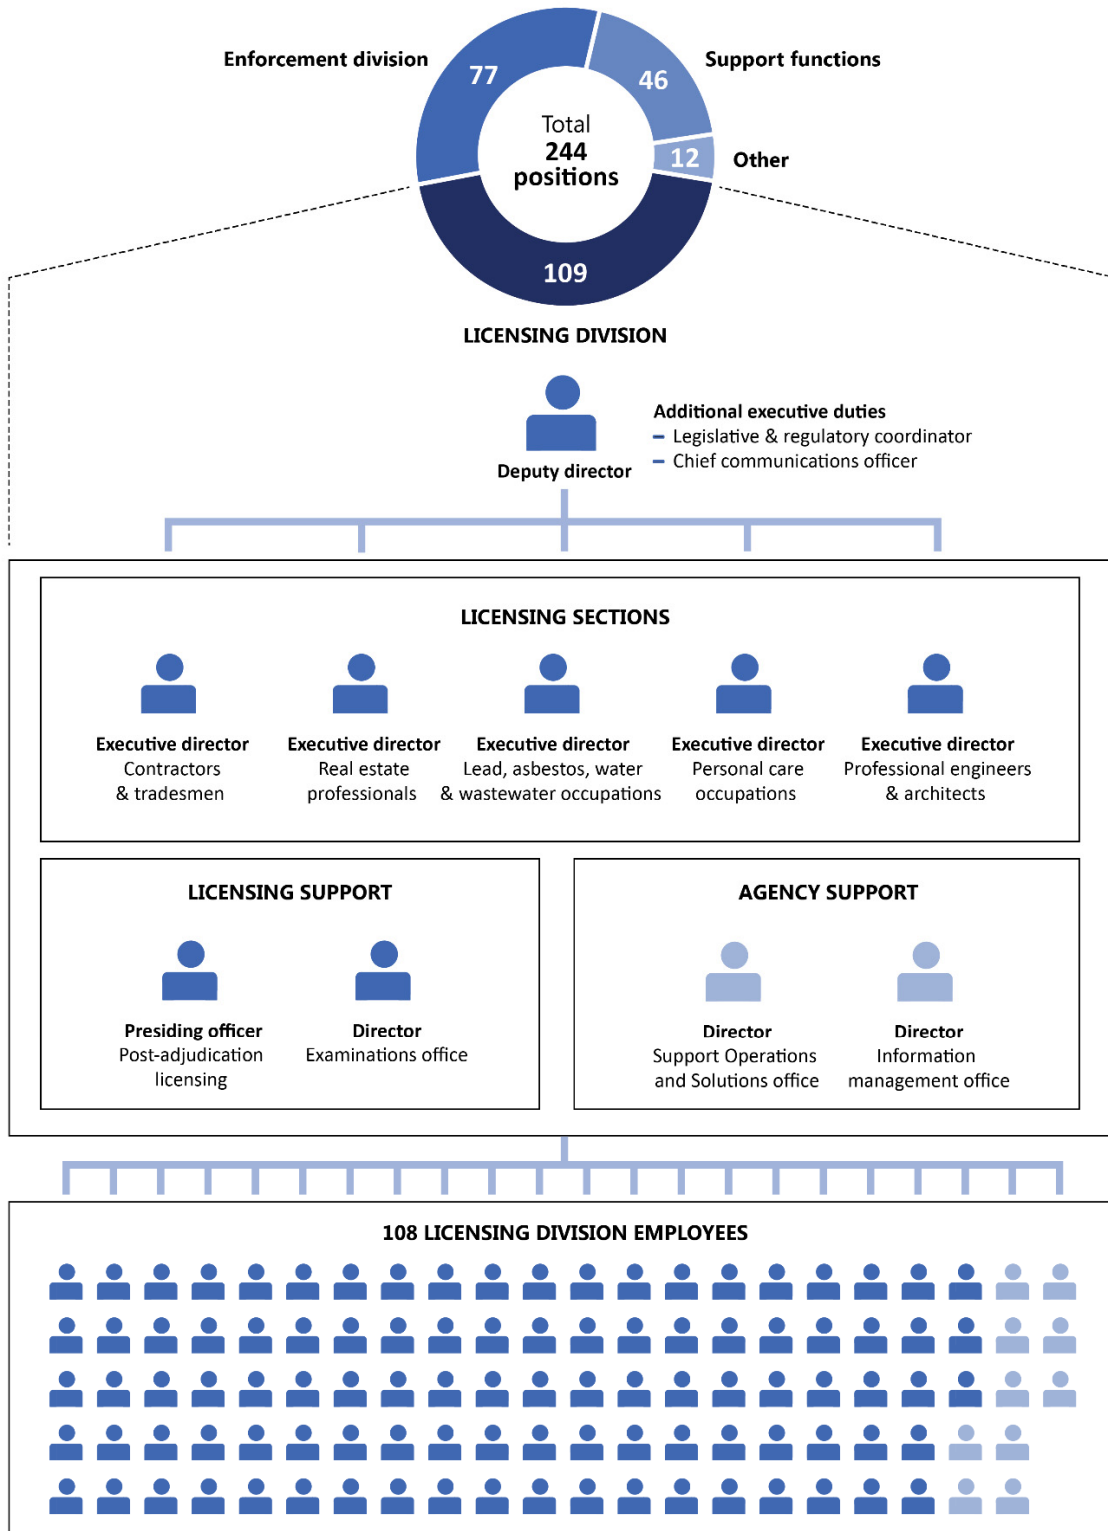 Enforcement division
77
46
Support functions
Total
244
positions
12
Other
109
LICENSING DIVISION
Deputy director
Additional executive duties
– Legislative & regulatory coordinator
– Chief communications officer
LICENSING SECTIONS
Executive director
Contractors
& tradesmen
Executive director
Real estate
professionals
Executive director
Lead, asbestos, water
& wastewater occupations
Executive director
Personal care
occupations
Executive director
Professional engineers
& architects
LICENSING SUPPORT
Presiding officer
Post-adjudication
licensing
Director
Examinations office
AGENCY SUPPORT
Director
Support Operations
and Solutions office
Director
Information
management office
108 LICENSING DIVISION EMPLOYEES